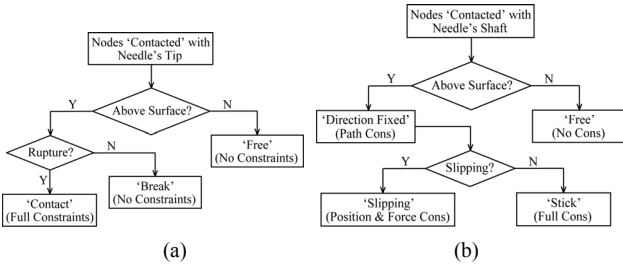 Nodes ‘Contacted’ with
Needle’s Tip
Above Surface?
Y
N
Rupture?
‘Free’
(No Constraints)
N
Y
‘Break’
(No Constraints)
‘Contact’
(Full Constraints)
(a)
Nodes ‘Contacted’ with
Needle’s Shaft
Above Surface?
Y
N
‘Direction Fixed’
(Path Cons)
‘Free’
(No Cons)
Slipping?
Y
N
‘Slipping’
(Position & Force Cons)
‘Stick’
(Full Cons)
(b)